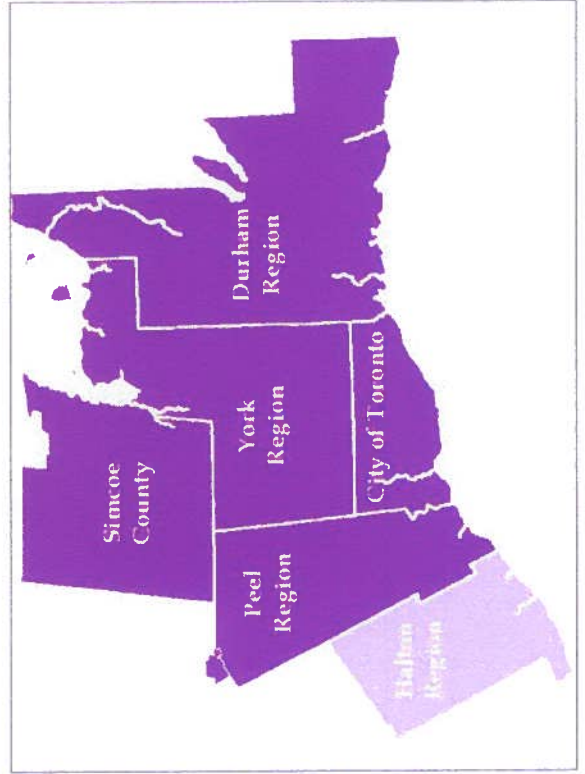 Simcoe
County
Durham
Region
York
Region
City of Toronto
Peel
Region
Halton
Region